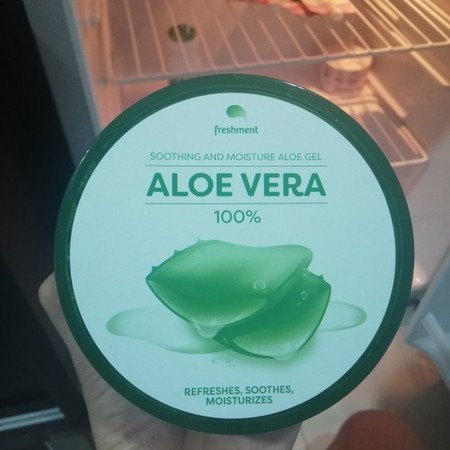 freshment
SOOTHING AND MOISTURE ALOE GEL
ALOE VERA
100%
REFRESHES, SOOTHES,
MOISTURIZES